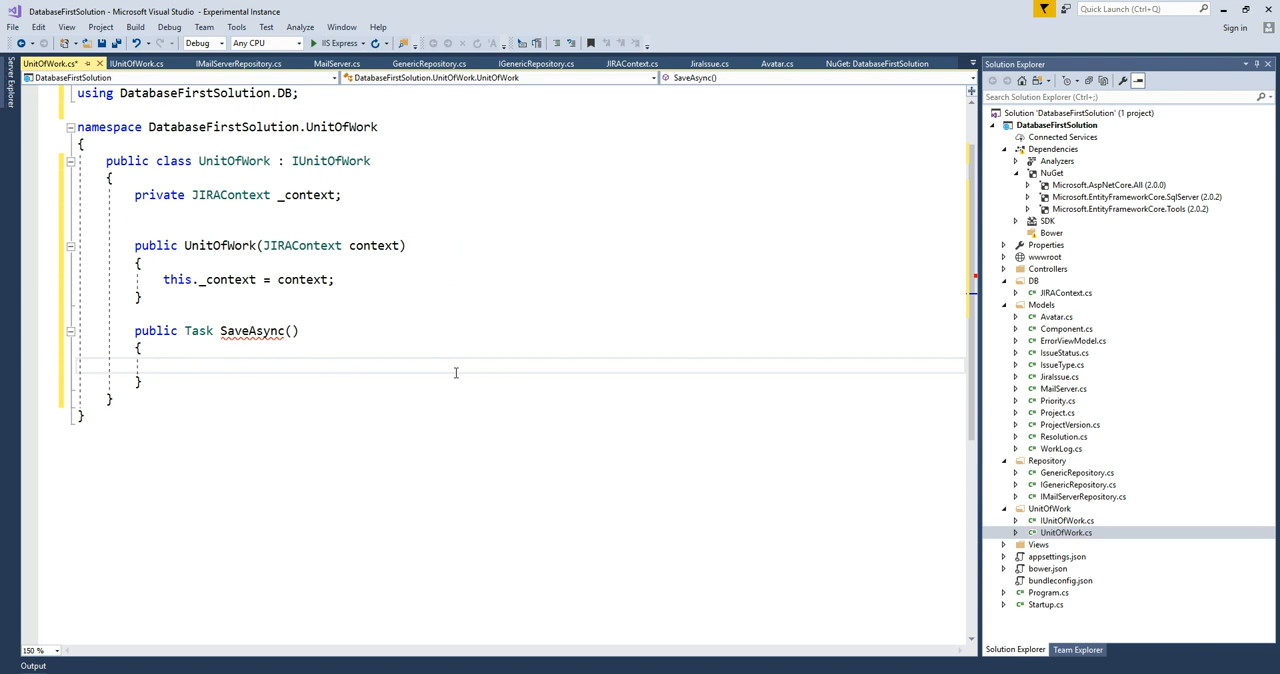 DatabaseFirstSolution - Microsoft Visual Studio - Experimental Instance
Quick Launch (Ctrl+Q)
File Edit View Project Build Debug Team Tools Test Analyze Window Help
Sign in
Debug Any CPU IIS Express
UnitOfWork.cs* IUnitOfWork.cs IMailServerRepository.cs MailServer.cs GenericRepository.cs IGenericRepository.cs JIRAContext.cs JiraIssue.cs Avatar.cs NuGet: DatabaseFirstSolution
DatabaseFirstSolution DatabaseFirstSolution.UnitOfWork.UnitOfWork SaveAsync()
Server Explorer
using DatabaseFirstSolution.DB;
namespace DatabaseFirstSolution.UnitOfWork
{
public class UnitOfWork : IUnitOfWork
{
private JIRAContext _context;
public UnitOfWork(JIRAContext context)
{
this._context = context;
}
public Task SaveAsync()
{
}
}
}
150 %
Output
Solution Explorer
Search Solution Explorer (Ctrl+;)
Solution 'DatabaseFirstSolution' (1 project)
DatabaseFirstSolution
Connected Services
Dependencies
Analyzers
NuGet
Microsoft.AspNetCore.All (2.0.0)
Microsoft.EntityFrameworkCore.SqlServer (2.0.2)
Microsoft.EntityFrameworkCore.Tools (2.0.2)
SDK
Bower
Properties
wwwroot
Controllers
DB
C# JIRAContext.cs
Models
C# Avatar.cs
C# Component.cs
C# ErrorViewModel.cs
C# IssueStatus.cs
C# IssueType.cs
C# JiraIssue.cs
C# MailServer.cs
C# Priority.cs
C# Project.cs
C# ProjectVersion.cs
C# Resolution.cs
C# WorkLog.cs
Repository
C# GenericRepository.cs
C# IGenericRepository.cs
C# IMailServerRepository.cs
UnitOfWork
C# IUnitOfWork.cs
C# UnitOfWork.cs
Views
appsettings.json
bower.json
bundleconfig.json
C# Program.cs
C# Startup.cs
Solution Explorer Team Explorer